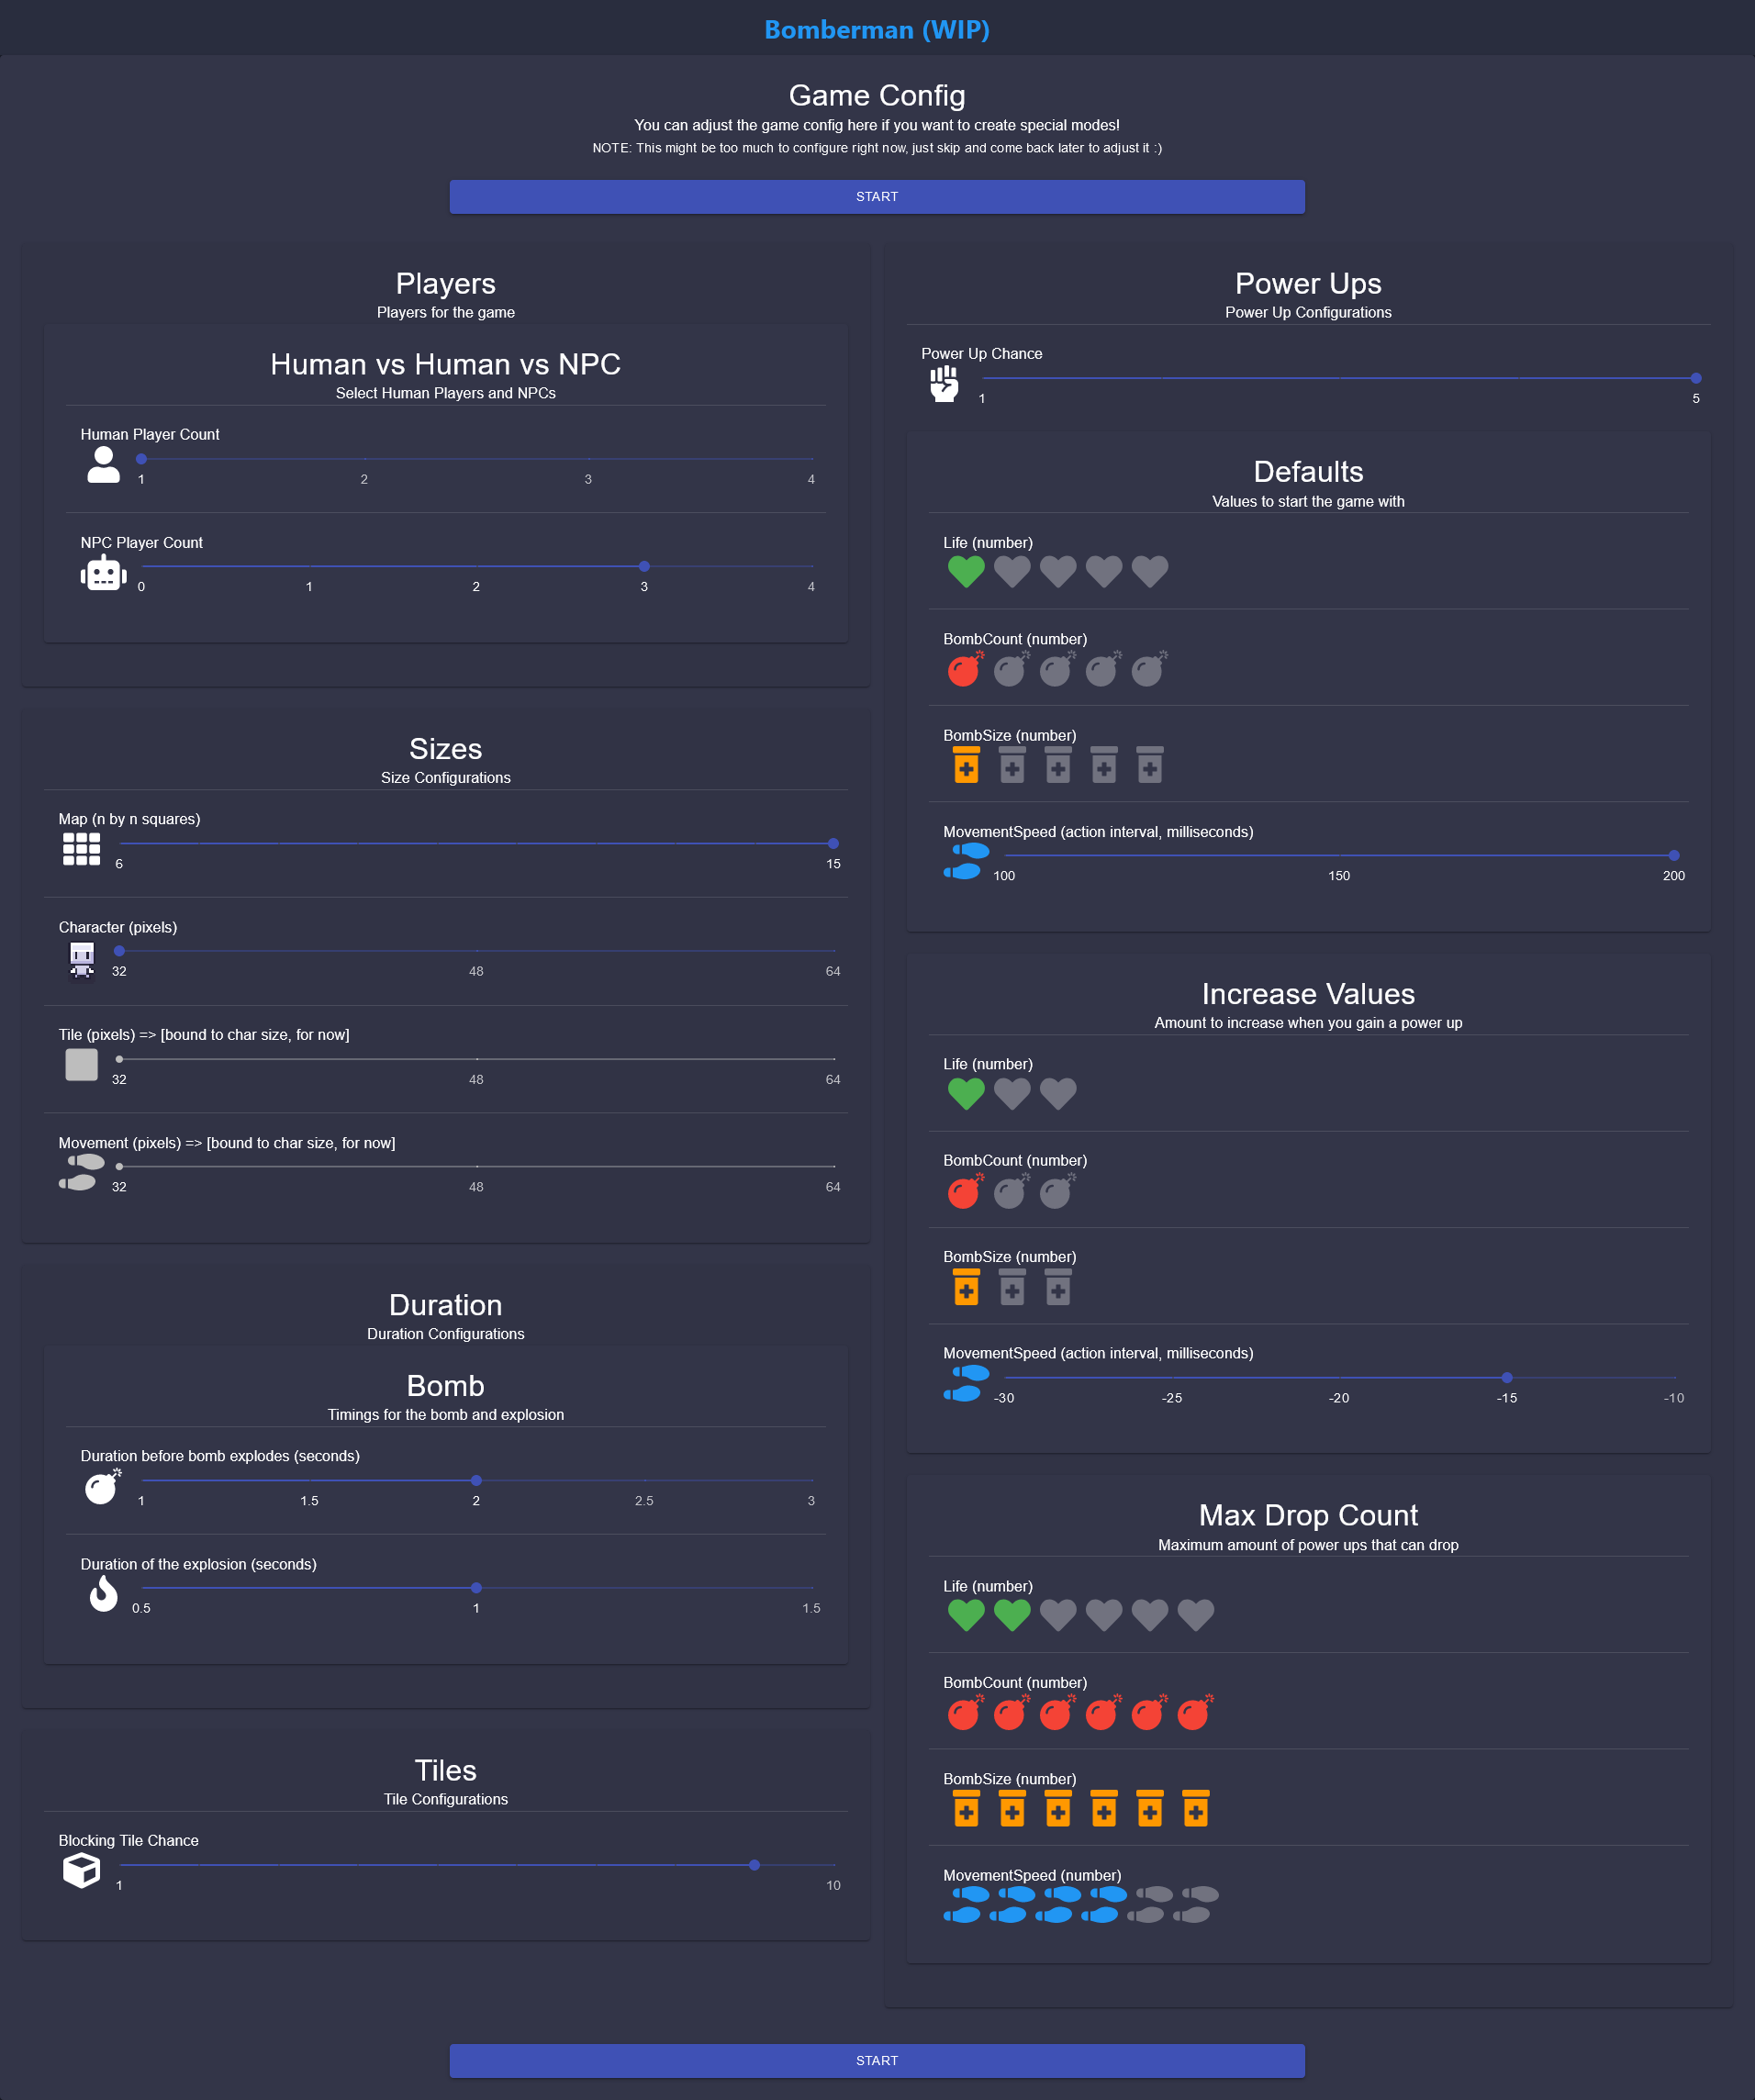 Bomberman (WIP)
Game Config
You can adjust the game config here if you want to create special modes!
NOTE: This might be too much to configure right now, just skip and come back later to adjust it :)
START
Players
Players for the game
Human vs Human vs NPC
Select Human Players and NPCs
Human Player Count
1 2 3 4
NPC Player Count
0 1 2 3 4
Sizes
Size Configurations
Map (n by n squares)
6 15
Character (pixels)
32 48 64
Tile (pixels) => [bound to char size, for now]
32 48 64
Movement (pixels) => [bound to char size, for now]
32 48 64
Duration
Duration Configurations
Bomb
Timings for the bomb and explosion
Duration before bomb explodes (seconds)
1 1.5 2 2.5 3
Duration of the explosion (seconds)
0.5 1 1.5
Tiles
Tile Configurations
Blocking Tile Chance
1 10
Power Ups
Power Up Configurations
Power Up Chance
1 5
Defaults
Values to start the game with
Life (number)
BombCount (number)
BombSize (number)
MovementSpeed (action interval, milliseconds)
100 150 200
Increase Values
Amount to increase when you gain a power up
Life (number)
BombCount (number)
BombSize (number)
MovementSpeed (action interval, milliseconds)
-30 -25 -20 -15 -10
Max Drop Count
Maximum amount of power ups that can drop
Life (number)
BombCount (number)
BombSize (number)
MovementSpeed (number)
START